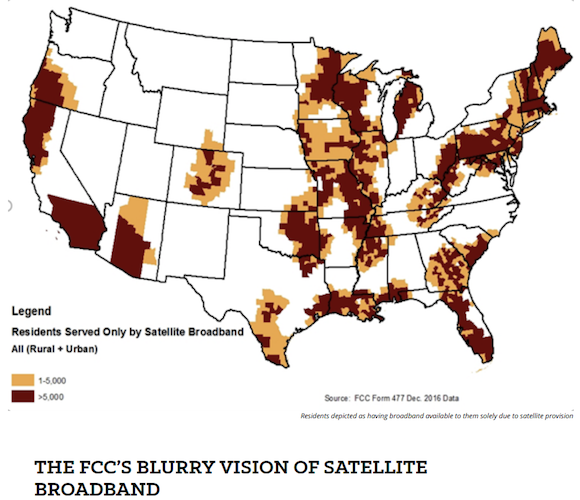 Legend
Residents Served Only by Satellite Broadband
All (Rural + Urban)
1-5,000
>5,000
Source: FCC Form 477 Dec. 2016 Data
Residents depicted as having broadband available to them solely due to satellite provision
THE FCC'S BLURRY VISION OF SATELLITE
BROADBAND